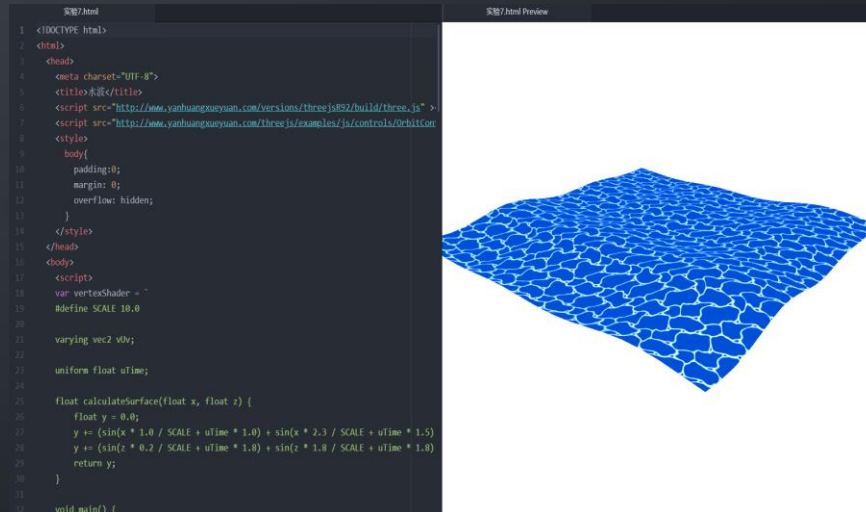 实验7.html
实验7.html Preview
1 <!DOCTYPE html>
2 <html>
3 <head>
4 <meta charset="UTF-8">
5 <title>水波</title>
6 <script src="http://www.yanhuangxueyuan.com/versions/threejsR92/build/three.js" >
7 <script src="http://www.yanhuangxueyuan.com/threejs/examples/js/controls/OrbitCon
8 <style>
9 body{
10 padding:0;
11 margin: 0;
12 overflow: hidden;
13 }
14 </style>
15 </head>
16 <body>
17 <script>
18 var vertexShader = `
19 #define SCALE 10.0
20
21 varying vec2 vUv;
22
23 uniform float uTime;
24
25 float calculateSurface(float x, float z) {
26 float y = 0.0;
27 y += (sin(x * 1.0 / SCALE + uTime * 1.0) + sin(x * 2.3 / SCALE + uTime * 1.5)
28 y += (sin(z * 0.2 / SCALE + uTime * 1.8) + sin(z * 1.8 / SCALE + uTime * 1.8)
29 return y;
30 }
31
32 void main() {